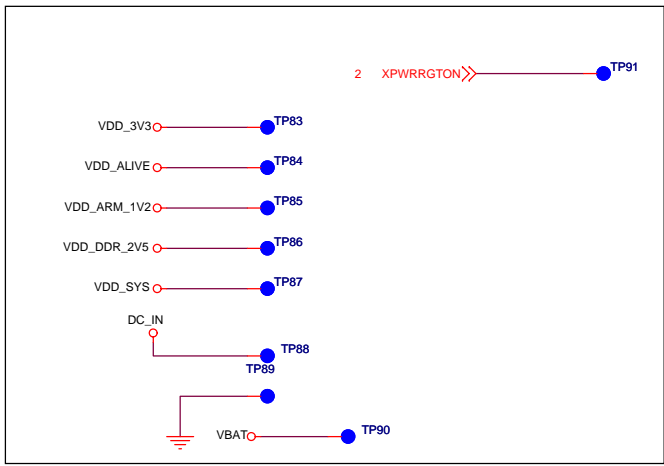 2 XPWRRGTON TP91
VDD_3V3 TP83
VDD_ALIVE TP84
VDD_ARM_1V2 TP85
VDD_DDR_2V5 TP86
VDD_SYS TP87
DC_IN
TP88
TP89
VBAT TP90